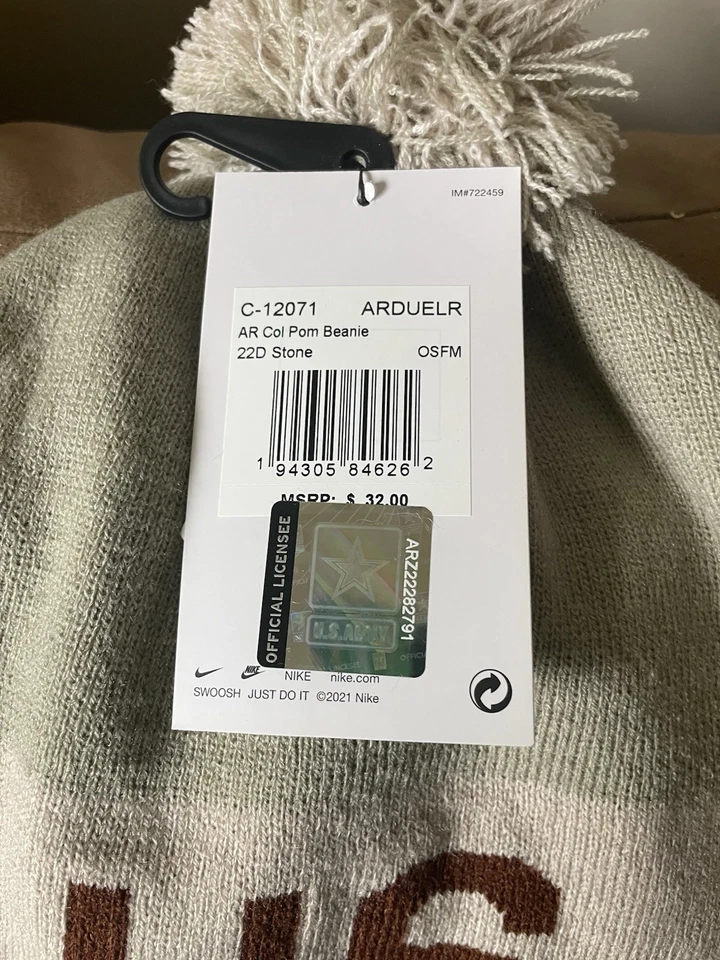 IM#722459
C-12071 ARDUELR
AR Col Pom Beanie
22D Stone OSFM
1 94305 84626 2
MSRP: $ 32.00
OFFICIAL LICENSEE
U.S.ARMY
ARZ22282791
NIKE nike.com
SWOOSH JUST DO IT ©2021 Nike